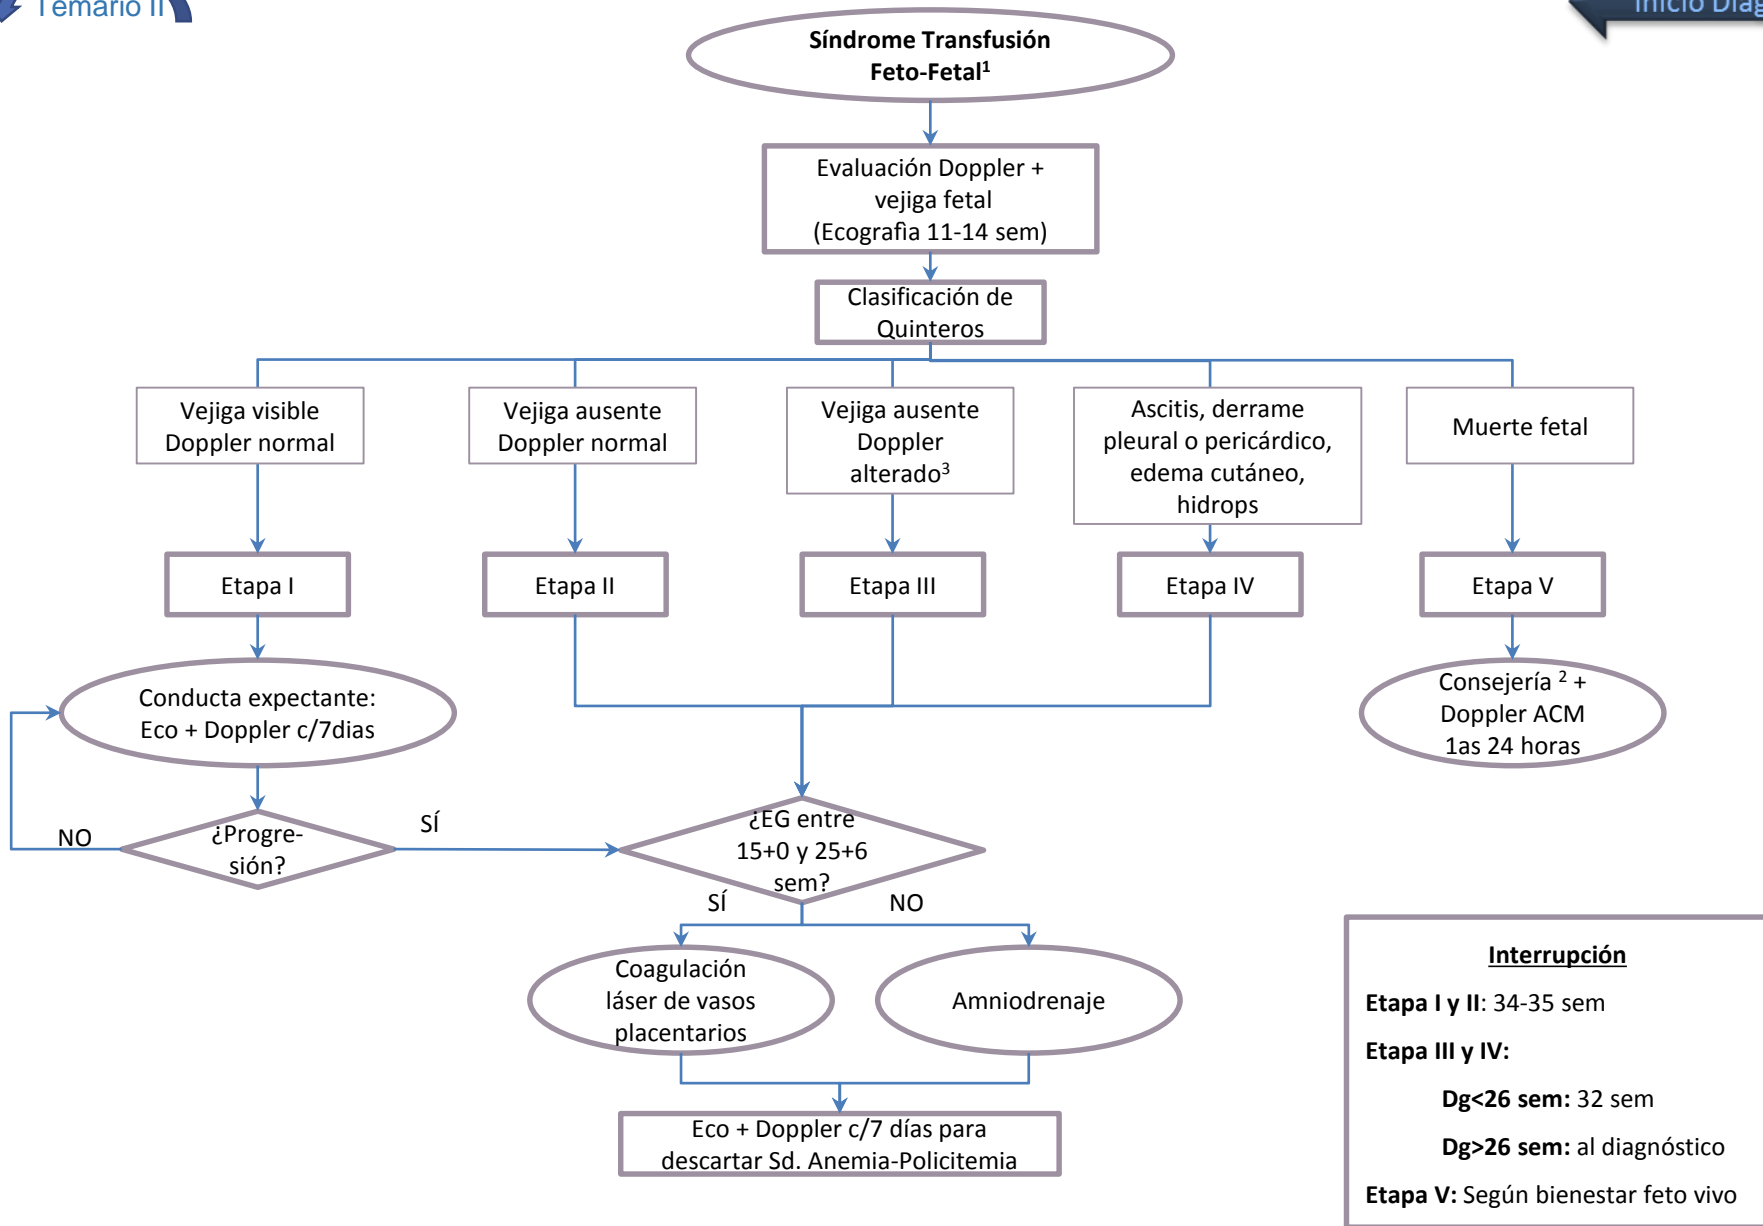 Temario II
Inicio Diag
Síndrome Transfusión
Feto-Fetal¹
Evaluación Doppler +
vejiga fetal
(Ecografìa 11-14 sem)
Clasificación de
Quinteros
Vejiga visible
Doppler normal
Vejiga ausente
Doppler normal
Vejiga ausente
Doppler
alterado³
Ascitis, derrame
pleural o pericárdico,
edema cutáneo,
hidrops
Muerte fetal
Etapa I
Etapa II
Etapa III
Etapa IV
Etapa V
Conducta expectante:
Eco + Doppler c/7dias
Consejería ² +
Doppler ACM
1as 24 horas
NO
¿Progre-
sión?
SÍ
¿EG entre
15+0 y 25+6
sem?
SÍ
NO
Coagulación
láser de vasos
placentarios
Amniodrenaje
Eco + Doppler c/7 días para
descartar Sd. Anemia-Policitemia
Interrupción
Etapa I y II: 34-35 sem
Etapa III y IV:
Dg<26 sem: 32 sem
Dg>26 sem: al diagnóstico
Etapa V: Según bienestar feto vivo